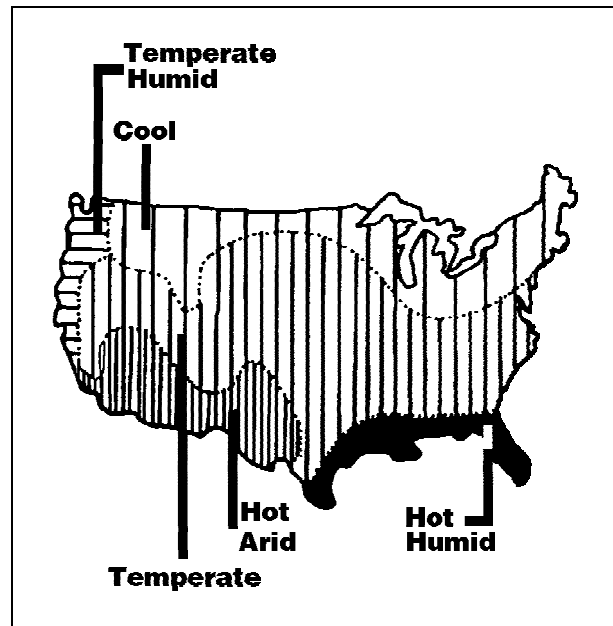 Temperate
Humid
Cool
Hot
Arid
Hot
Humid
Temperate